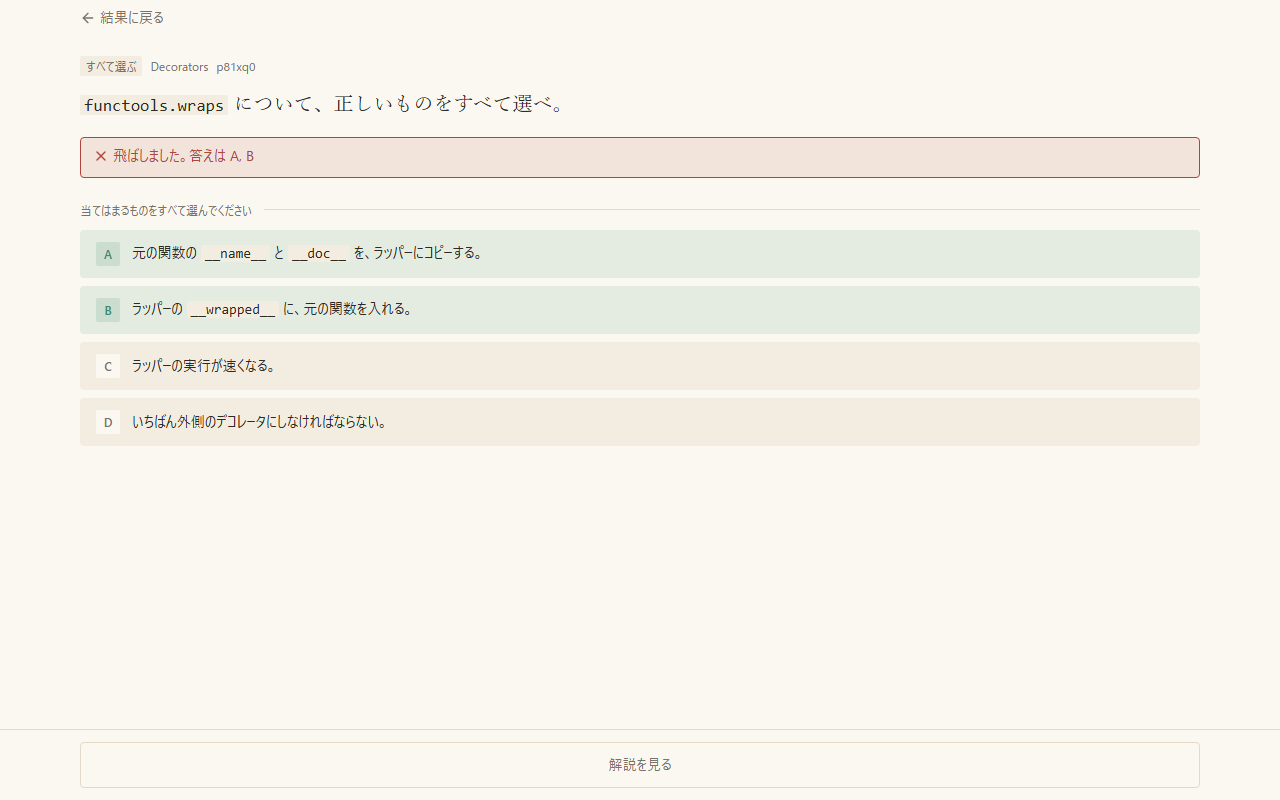 ← 結果に戻る
すべて選ぶ Decorators p81xq0
functools.wraps について、正しいものをすべて選べ。
× 飛ばしました。答えは A, B
当てはまるものをすべて選んでください
A 元の関数の __name__ と __doc__ を、ラッパーにコピーする。
B ラッパーの __wrapped__ に、元の関数を入れる。
C ラッパーの実行が速くなる。
D いちばん外側のデコレータにしなければならない。
解説を見る